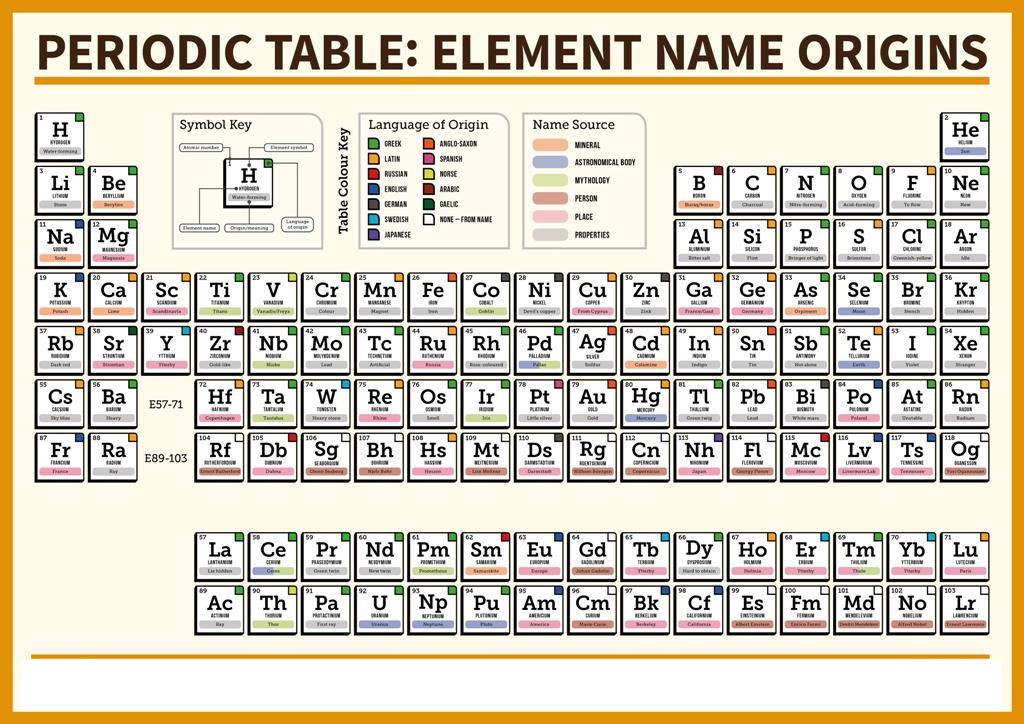 PERIODIC TABLE: ELEMENT NAME ORIGINS
Symbol Key
Atomic number
Element symbol
1
H
HYDROGEN
Water-forming
Element name
Origin/meaning
Language of origin
Table Colour Key
Language of Origin
GREEK
LATIN
RUSSIAN
ENGLISH
GERMAN
SWEDISH
JAPANESE
ANGLO-SAXON
SPANISH
NORSE
ARABIC
GAELIC
NONE – FROM NAME
Name Source
MINERAL
ASTRONOMICAL BODY
MYTHOLOGY
PERSON
PLACE
PROPERTIES
1 2
H He
HYDROGEN HELIUM
Water-forming Sun
3 4 5 6 7 8 9 10
Li Be B C N O F Ne
LITHIUM BERYLLIUM BORON CARBON NITROGEN OXYGEN FLUORINE NEON
Stone Beryllos Buraq/borax Charcoal Nitre-forming Acid-forming To flow New
11 12 13 14 15 16 17 18
Na Mg Al Si P S Cl Ar
SODIUM MAGNESIUM ALUMINIUM SILICON PHOSPHORUS SULFUR CHLORINE ARGON
Soda Magnesia Bitter salt Flint Bringer of light Brimstone Greenish-yellow Idle
19 20 21 22 23 24 25 26 27 28 29 30 31 32 33 34 35 36
K Ca Sc Ti V Cr Mn Fe Co Ni Cu Zn Ga Ge As Se Br Kr
POTASSIUM CALCIUM SCANDIUM TITANIUM VANADIUM CHROMIUM MANGANESE IRON COBALT NICKEL COPPER ZINC GALLIUM GERMANIUM ARSENIC SELENIUM BROMINE KRYPTON
Potash Lime Scandinavia Titans Vanadis/Freya Colour Magnet Iron Goblin Devil's copper From Cyprus Zink France/Gaul Germany Orpiment Moon Stench Hidden
37 38 39 40 41 42 43 44 45 46 47 48 49 50 51 52 53 54
Rb Sr Y Zr Nb Mo Tc Ru Rh Pd Ag Cd In Sn Sb Te I Xe
RUBIDIUM STRONTIUM YTTRIUM ZIRCONIUM NIOBIUM MOLYBDENUM TECHNETIUM RUTHENIUM RHODIUM PALLADIUM SILVER CADMIUM INDIUM TIN ANTIMONY TELLURIUM IODINE XENON
Dark red Strontian Ytterby Gold-like Niobe Lead Artificial Russia Rose-coloured Pallas Siolfur Calamine Indigo Tin Not alone Earth Violet Stranger
55 56 72 73 74 75 76 77 78 79 80 81 82 83 84 85 86
Cs Ba E57-71 Hf Ta W Re Os Ir Pt Au Hg Tl Pb Bi Po At Rn
CAESIUM BARIUM HAFNIUM TANTALUM TUNGSTEN RHENIUM OSMIUM IRIDIUM PLATINUM GOLD MERCURY THALLIUM LEAD BISMUTH POLONIUM ASTATINE RADON
Sky blue Heavy Copenhagen Tantalus Heavy stone Rhine Smell Iris Little silver Gold Mercury Green twig Lead White mass Poland Unstable Radium
87 88 104 105 106 107 108 109 110 111 112 113 114 115 116 117 118
Fr Ra E89-103 Rf Db Sg Bh Hs Mt Ds Rg Cn Nh Fl Mc Lv Ts Og
FRANCIUM RADIUM RUTHERFORDIUM DUBNIUM SEABORGIUM BOHRIUM HASSIUM MEITNERIUM DARMSTADTIUM ROENTGENIUM COPERNICIUM NIHONIUM FLEROVIUM MOSCOVIUM LIVERMORIUM TENNESSINE OGANESSON
France Ray Ernest Rutherford Dubna Glenn Seaborg Niels Bohr Hessen Lise Meitner Darmstadt Wilhelm Röntgen Copernicus Japan Georgy Flerov Moscow Livermore Lab Tennessee Yuri Oganessian
57 58 59 60 61 62 63 64 65 66 67 68 69 70 71
La Ce Pr Nd Pm Sm Eu Gd Tb Dy Ho Er Tm Yb Lu
LANTHANUM CERIUM PRASEODYMIUM NEODYMIUM PROMETHIUM SAMARIUM EUROPIUM GADOLINIUM TERBIUM DYSPROSIUM HOLMIUM ERBIUM THULIUM YTTERBIUM LUTETIUM
Lie hidden Ceres Green twin New twin Prometheus Samarskite Europe Johan Gadolin Ytterby Hard to obtain Holmia Ytterby Thule Ytterby Paris
89 90 91 92 93 94 95 96 97 98 99 100 101 102 103
Ac Th Pa U Np Pu Am Cm Bk Cf Es Fm Md No Lr
ACTINIUM THORIUM PROTACTINIUM URANIUM NEPTUNIUM PLUTONIUM AMERICIUM CURIUM BERKELIUM CALIFORNIUM EINSTEINIUM FERMIUM MENDELEVIUM NOBELIUM LAWRENCIUM
Ray Thor First ray Uranus Neptune Pluto America Marie Curie Berkeley California Albert Einstein Enrico Fermi Dmitri Mendeleev Alfred Nobel Ernest Lawrence